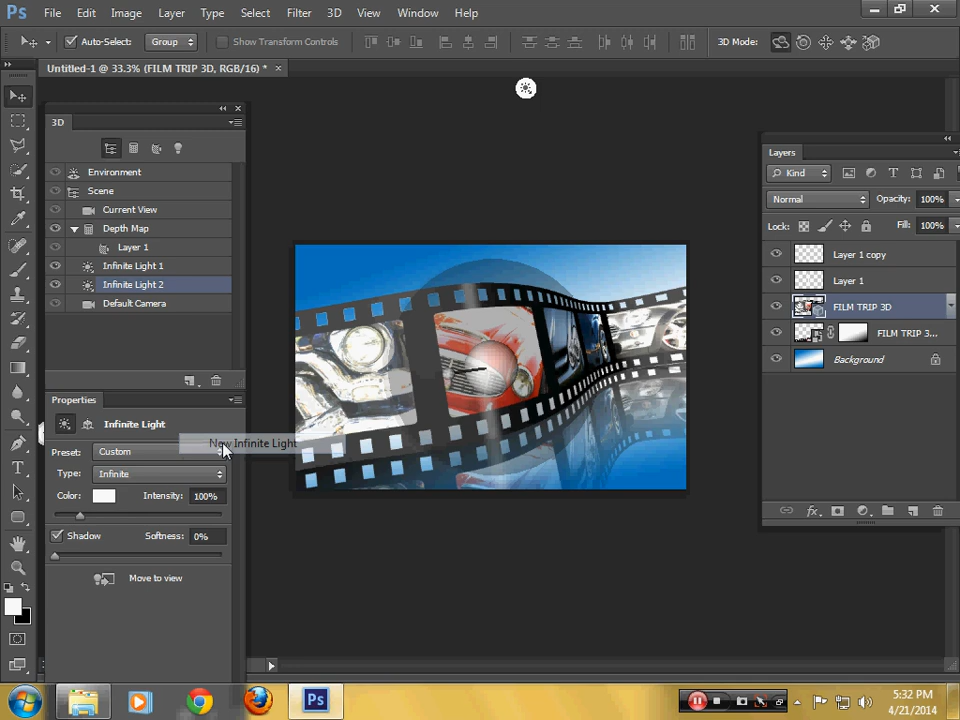 Ps File Edit Image Layer Type Select Filter 3D View Window Help
Auto-Select: Group Show Transform Controls 3D Mode:
Untitled-1 @ 33.3% (FILM TRIP 3D, RGB/16) * ×
3D
Environment
Scene
Current View
Depth Map
Layer 1
Infinite Light 1
Infinite Light 2
Default Camera
Properties
Infinite Light
New Infinite Light
Preset: Custom
Type: Infinite
Color: Intensity: 100%
Shadow Softness: 0%
Move to view
Layers
Kind
Normal Opacity: 100%
Lock: Fill: 100%
Layer 1 copy
Layer 1
FILM TRIP 3D
FILM TRIP 3...
Background
fx
Ps
5:32 PM
4/21/2014